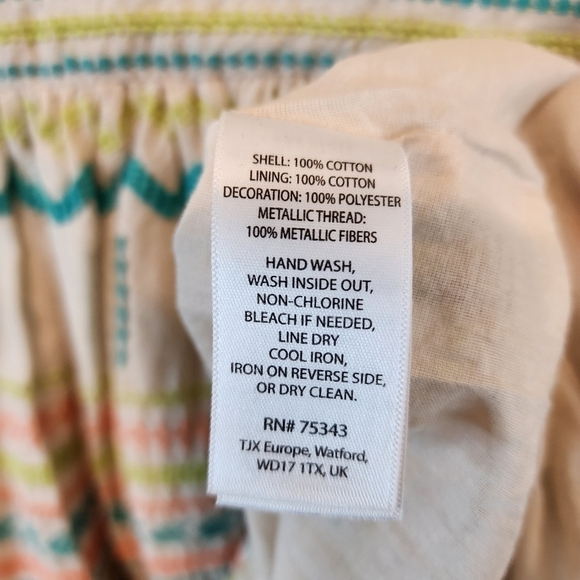 SHELL: 100% COTTON
LINING: 100% COTTON
DECORATION: 100% POLYESTER
METALLIC THREAD:
100% METALLIC FIBERS
HAND WASH,
WASH INSIDE OUT,
NON-CHLORINE
BLEACH IF NEEDED,
LINE DRY
COOL IRON,
IRON ON REVERSE SIDE,
OR DRY CLEAN.
RN# 75343
TJX Europe, Watford,
WD17 1TX, UK